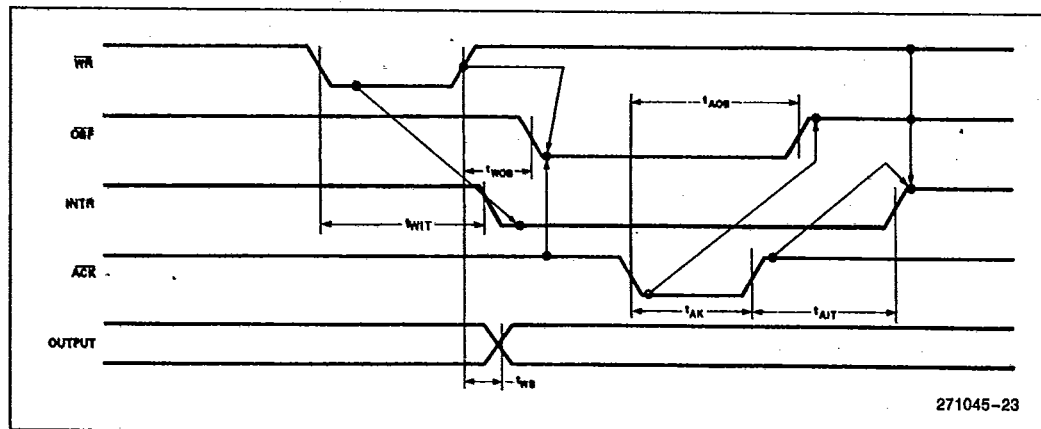 WR
OBF
INTR
ACK
OUTPUT
tAOB
tWOB
tWIT
tAK
tAIT
tWB
271045-23